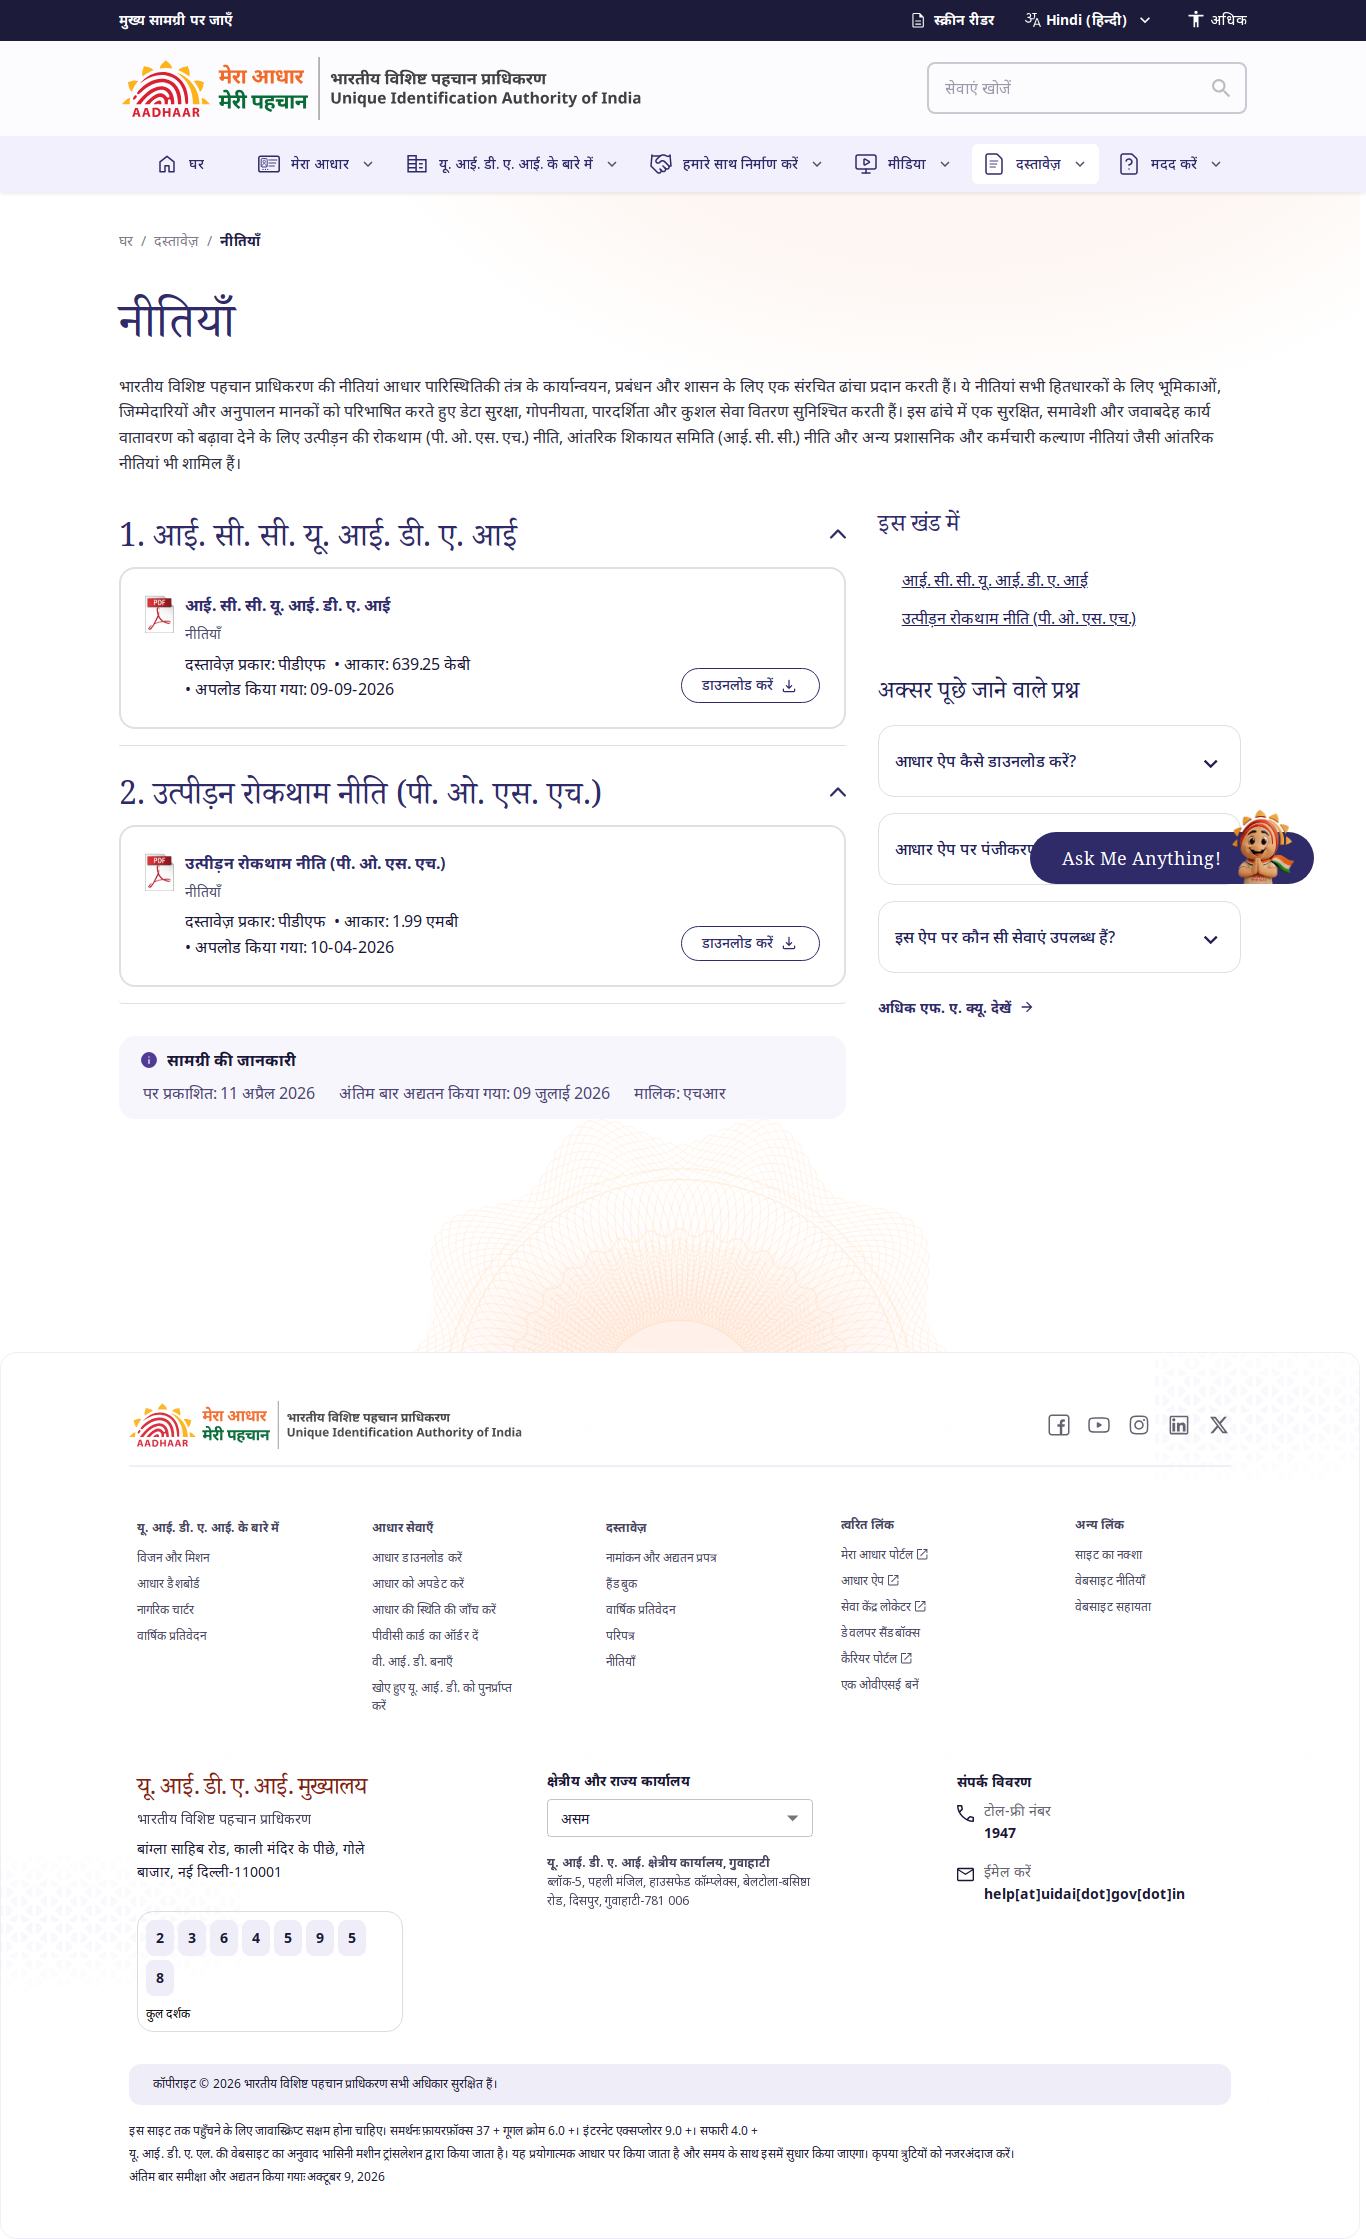 मुख्य सामग्री पर जाएँ
स्क्रीन रीडर
Hindi (हिन्दी)
अधिक
AADHAAR
मेरा आधार
मेरी पहचान
भारतीय विशिष्ट पहचान प्राधिकरण
Unique Identification Authority of India
सेवाएं खोजें
घर
मेरा आधार
यू. आई. डी. ए. आई. के बारे में
हमारे साथ निर्माण करें
मीडिया
दस्तावेज़
मदद करें
घर / दस्तावेज़ / नीतियाँ
नीतियाँ
भारतीय विशिष्ट पहचान प्राधिकरण की नीतियां आधार पारिस्थितिकी तंत्र के कार्यान्वयन, प्रबंधन और शासन के लिए एक संरचित ढांचा प्रदान करती हैं। ये नीतियां सभी हितधारकों के लिए भूमिकाओं,
जिम्मेदारियों और अनुपालन मानकों को परिभाषित करते हुए डेटा सुरक्षा, गोपनीयता, पारदर्शिता और कुशल सेवा वितरण सुनिश्चित करती हैं। इस ढांचे में एक सुरक्षित, समावेशी और जवाबदेह कार्य
वातावरण को बढ़ावा देने के लिए उत्पीड़न की रोकथाम (पी. ओ. एस. एच.) नीति, आंतरिक शिकायत समिति (आई. सी. सी.) नीति और अन्य प्रशासनिक और कर्मचारी कल्याण नीतियां जैसी आंतरिक
नीतियां भी शामिल हैं।
1. आई. सी. सी. यू. आई. डी. ए. आई
PDF
आई. सी. सी. यू. आई. डी. ए. आई
नीतियाँ
दस्तावेज़ प्रकार: पीडीएफ • आकार: 639.25 केबी
• अपलोड किया गया: 09-09-2026
डाउनलोड करें
2. उत्पीड़न रोकथाम नीति (पी. ओ. एस. एच.)
PDF
उत्पीड़न रोकथाम नीति (पी. ओ. एस. एच.)
नीतियाँ
दस्तावेज़ प्रकार: पीडीएफ • आकार: 1.99 एमबी
• अपलोड किया गया: 10-04-2026
डाउनलोड करें
सामग्री की जानकारी
पर प्रकाशित: 11 अप्रैल 2026 अंतिम बार अद्यतन किया गया: 09 जुलाई 2026 मालिक: एचआर
इस खंड में
आई. सी. सी. यू. आई. डी. ए. आई
उत्पीड़न रोकथाम नीति (पी. ओ. एस. एच.)
अक्सर पूछे जाने वाले प्रश्न
आधार ऐप कैसे डाउनलोड करें?
आधार ऐप पर पंजीकरण
Ask Me Anything!
इस ऐप पर कौन सी सेवाएं उपलब्ध हैं?
अधिक एफ. ए. क्यू. देखें
AADHAAR
मेरा आधार
मेरी पहचान
भारतीय विशिष्ट पहचान प्राधिकरण
Unique Identification Authority of India
यू. आई. डी. ए. आई. के बारे में
विजन और मिशन
आधार डैशबोर्ड
नागरिक चार्टर
वार्षिक प्रतिवेदन
आधार सेवाएँ
आधार डाउनलोड करें
आधार को अपडेट करें
आधार की स्थिति की जाँच करें
पीवीसी कार्ड का ऑर्डर दें
वी. आई. डी. बनाएँ
खोए हुए यू. आई. डी. को पुनर्प्राप्त
करें
दस्तावेज़
नामांकन और अद्यतन प्रपत्र
हैंडबुक
वार्षिक प्रतिवेदन
परिपत्र
नीतियाँ
त्वरित लिंक
मेरा आधार पोर्टल
आधार ऐप
सेवा केंद्र लोकेटर
डेवलपर सैंडबॉक्स
कैरियर पोर्टल
एक ओवीएसई बनें
अन्य लिंक
साइट का नक्शा
वेबसाइट नीतियाँ
वेबसाइट सहायता
यू. आई. डी. ए. आई. मुख्यालय
भारतीय विशिष्ट पहचान प्राधिकरण
बांग्ला साहिब रोड, काली मंदिर के पीछे, गोले
बाजार, नई दिल्ली-110001
2 3 6 4 5 9 5
8
कुल दर्शक
क्षेत्रीय और राज्य कार्यालय
असम
यू. आई. डी. ए. आई. क्षेत्रीय कार्यालय, गुवाहाटी
ब्लॉक-5, पहली मंजिल, हाउसफेड कॉम्प्लेक्स, बेलटोला-बसिष्ठा
रोड, दिसपुर, गुवाहाटी-781 006
संपर्क विवरण
टोल-फ्री नंबर
1947
ईमेल करें
help[at]uidai[dot]gov[dot]in
कॉपीराइट © 2026 भारतीय विशिष्ट पहचान प्राधिकरण सभी अधिकार सुरक्षित हैं।
इस साइट तक पहुँचने के लिए जावास्क्रिप्ट सक्षम होना चाहिए। समर्थनः फ़ायरफ़ॉक्स 37 + गूगल क्रोम 6.0 +। इंटरनेट एक्सप्लोरर 9.0 +। सफारी 4.0 +
यू. आई. डी. ए. एल. की वेबसाइट का अनुवाद भासिनी मशीन ट्रांसलेशन द्वारा किया जाता है। यह प्रयोगात्मक आधार पर किया जाता है और समय के साथ इसमें सुधार किया जाएगा। कृपया त्रुटियों को नजरअंदाज करें।
अंतिम बार समीक्षा और अद्यतन किया गयाः अक्टूबर 9, 2026